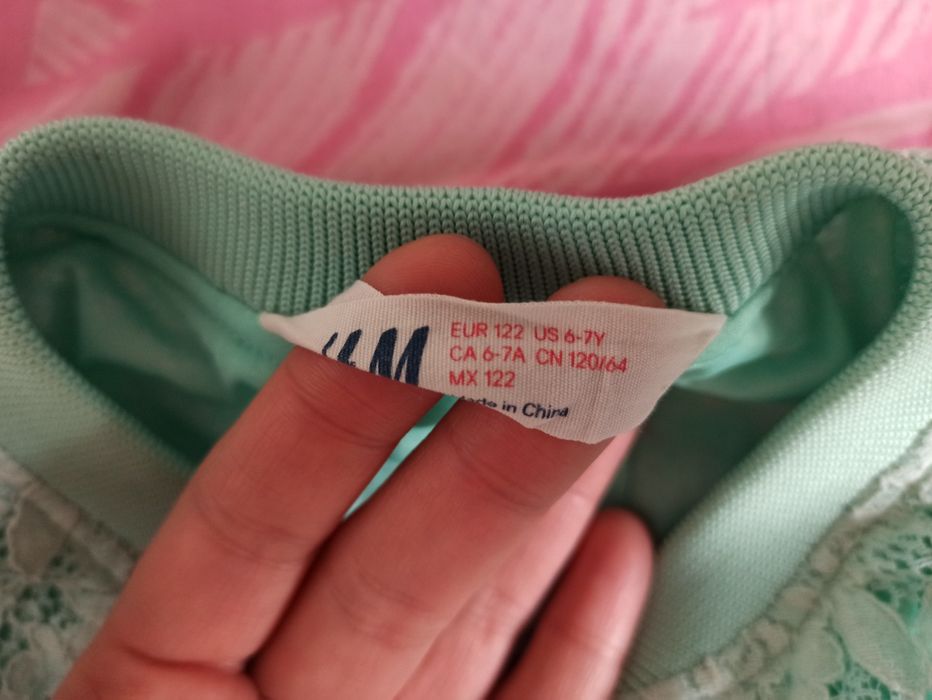 H&M
EUR 122 US 6-7Y
CA 6-7A CN 120/64
MX 122
Made in China